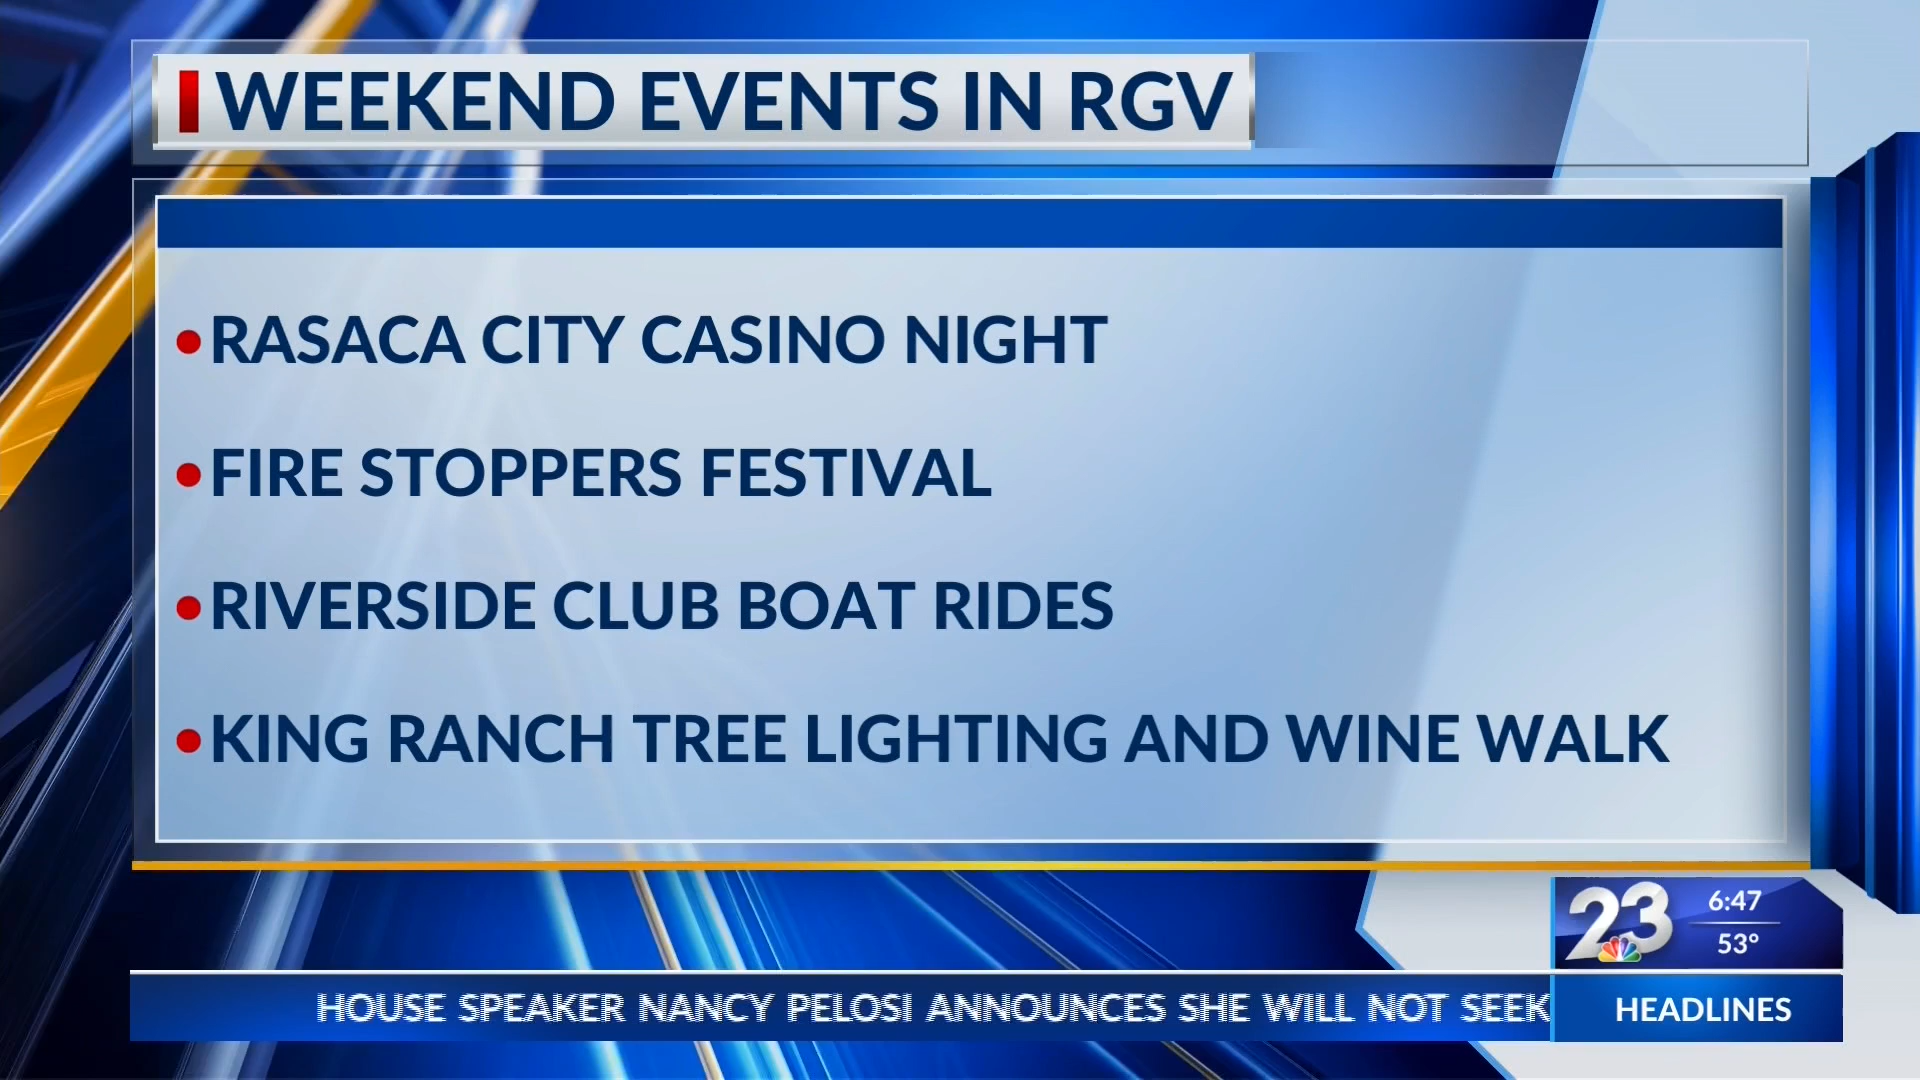 WEEKEND EVENTS IN RGV
•RASACA CITY CASINO NIGHT
•FIRE STOPPERS FESTIVAL
•RIVERSIDE CLUB BOAT RIDES
•KING RANCH TREE LIGHTING AND WINE WALK
23
6:47
53°
HOUSE SPEAKER NANCY PELOSI ANNOUNCES SHE WILL NOT SEEK
HEADLINES